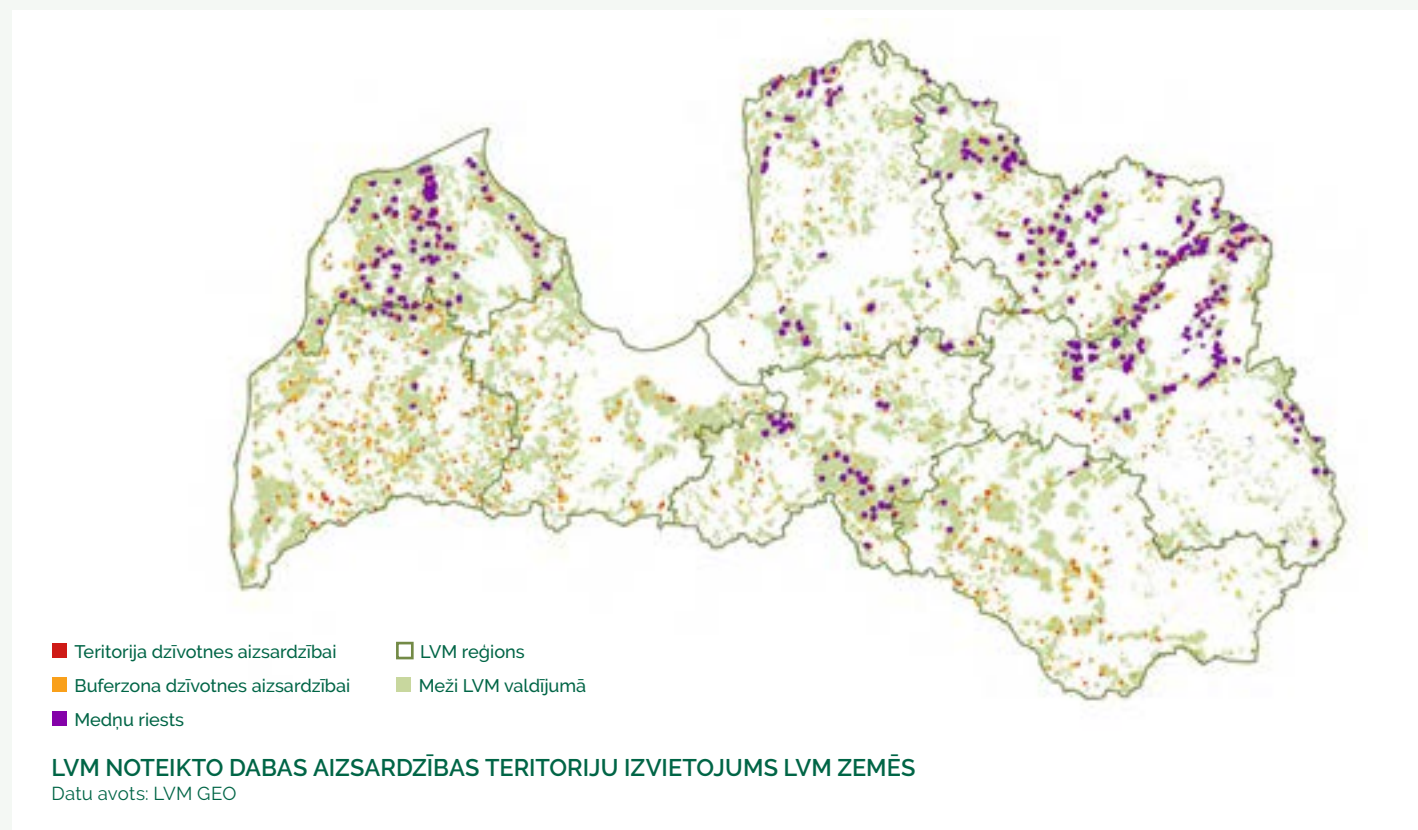 Teritorija dzīvotnes aizsardzībai
Buferzona dzīvotnes aizsardzībai
Medņu riests
LVM reģions
Meži LVM valdījumā
LVM NOTEIKTO DABAS AIZSARDZĪBAS TERITORIJU IZVIETOJUMS LVM ZEMĒS
Datu avots: LVM GEO